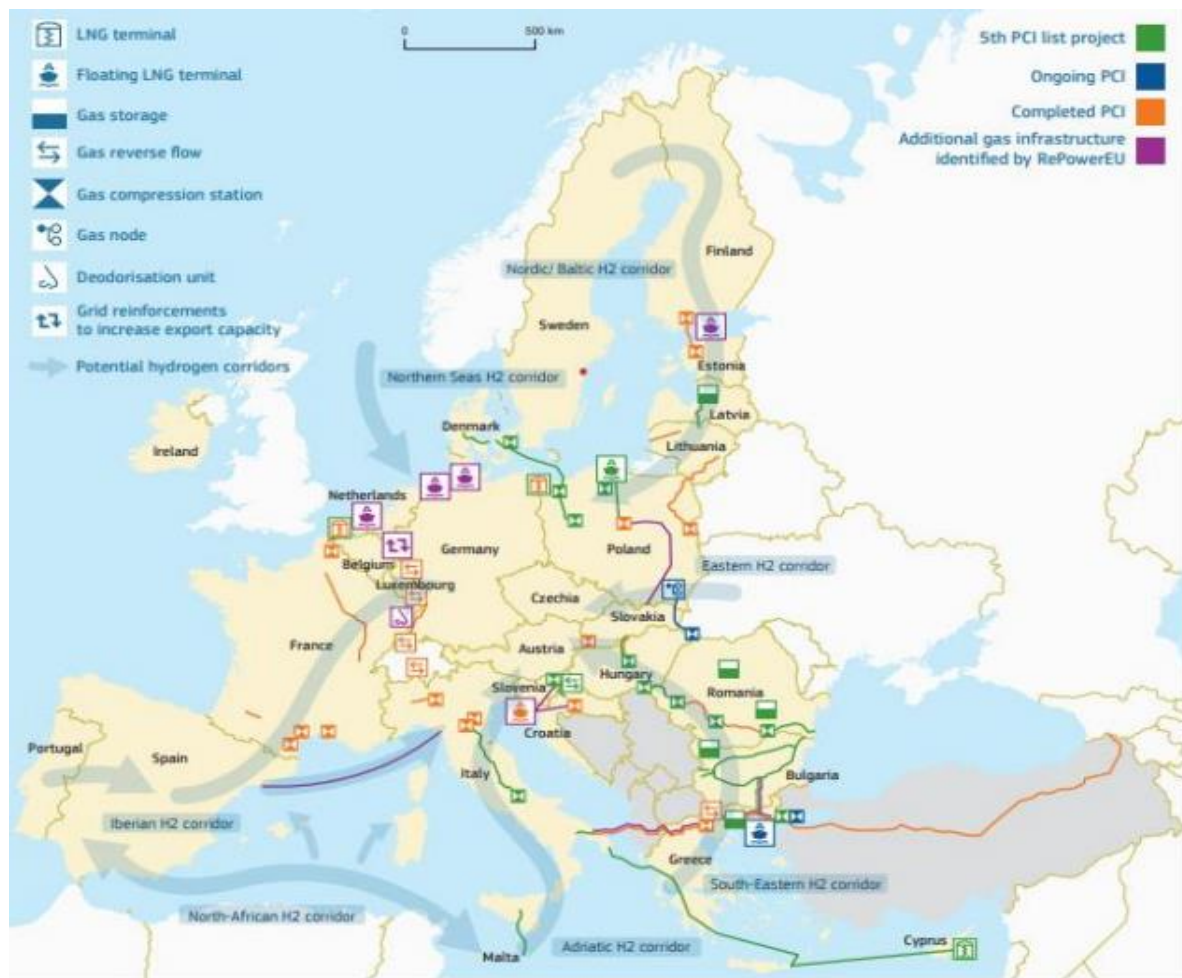 LNG terminal
Floating LNG terminal
Gas storage
Gas reverse flow
Gas compression station
Gas node
Deodorisation unit
Grid reinforcements
to increase export capacity
Potential hydrogen corridors
0
500 km
5th PCI list project
Ongoing PCI
Completed PCI
Additional gas infrastructure
identified by RePowerEU
Finland
Nordic/ Baltic H2 corridor
Sweden
Estonia
Northern Seas H2 corridor
Latvia
Denmark
Lithuania
Ireland
Netherlands
Germany
Poland
Belgium
Eastern H2 corridor
Luxembourg
Czechia
Slovakia
France
Austria
Hungary
Slovenia
Romania
Croatia
Portugal
Spain
Italy
Bulgaria
Iberian H2 corridor
Greece
South-Eastern H2 corridor
North-African H2 corridor
Adriatic H2 corridor
Cyprus
Malta